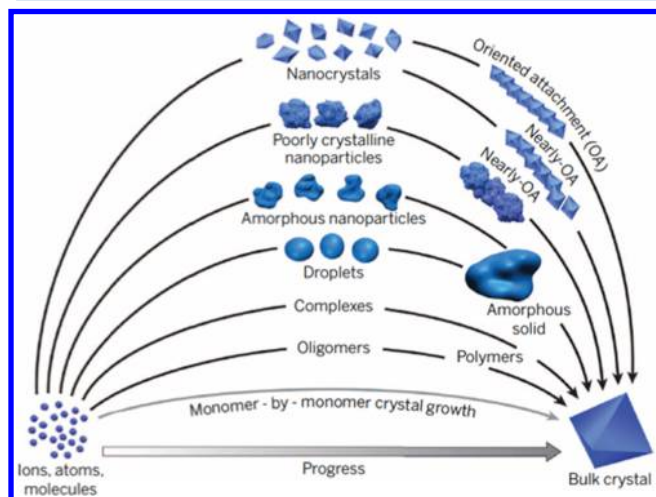 Nanocrystals
Oriented attachment (OA)
Poorly crystalline
nanoparticles
Nearly-OA
Nearly-OA
Amorphous nanoparticles
Droplets
Amorphous
solid
Complexes
Oligomers
Polymers
Monomer - by - monomer crystal growth
Ions, atoms,
molecules
Progress
Bulk crystal